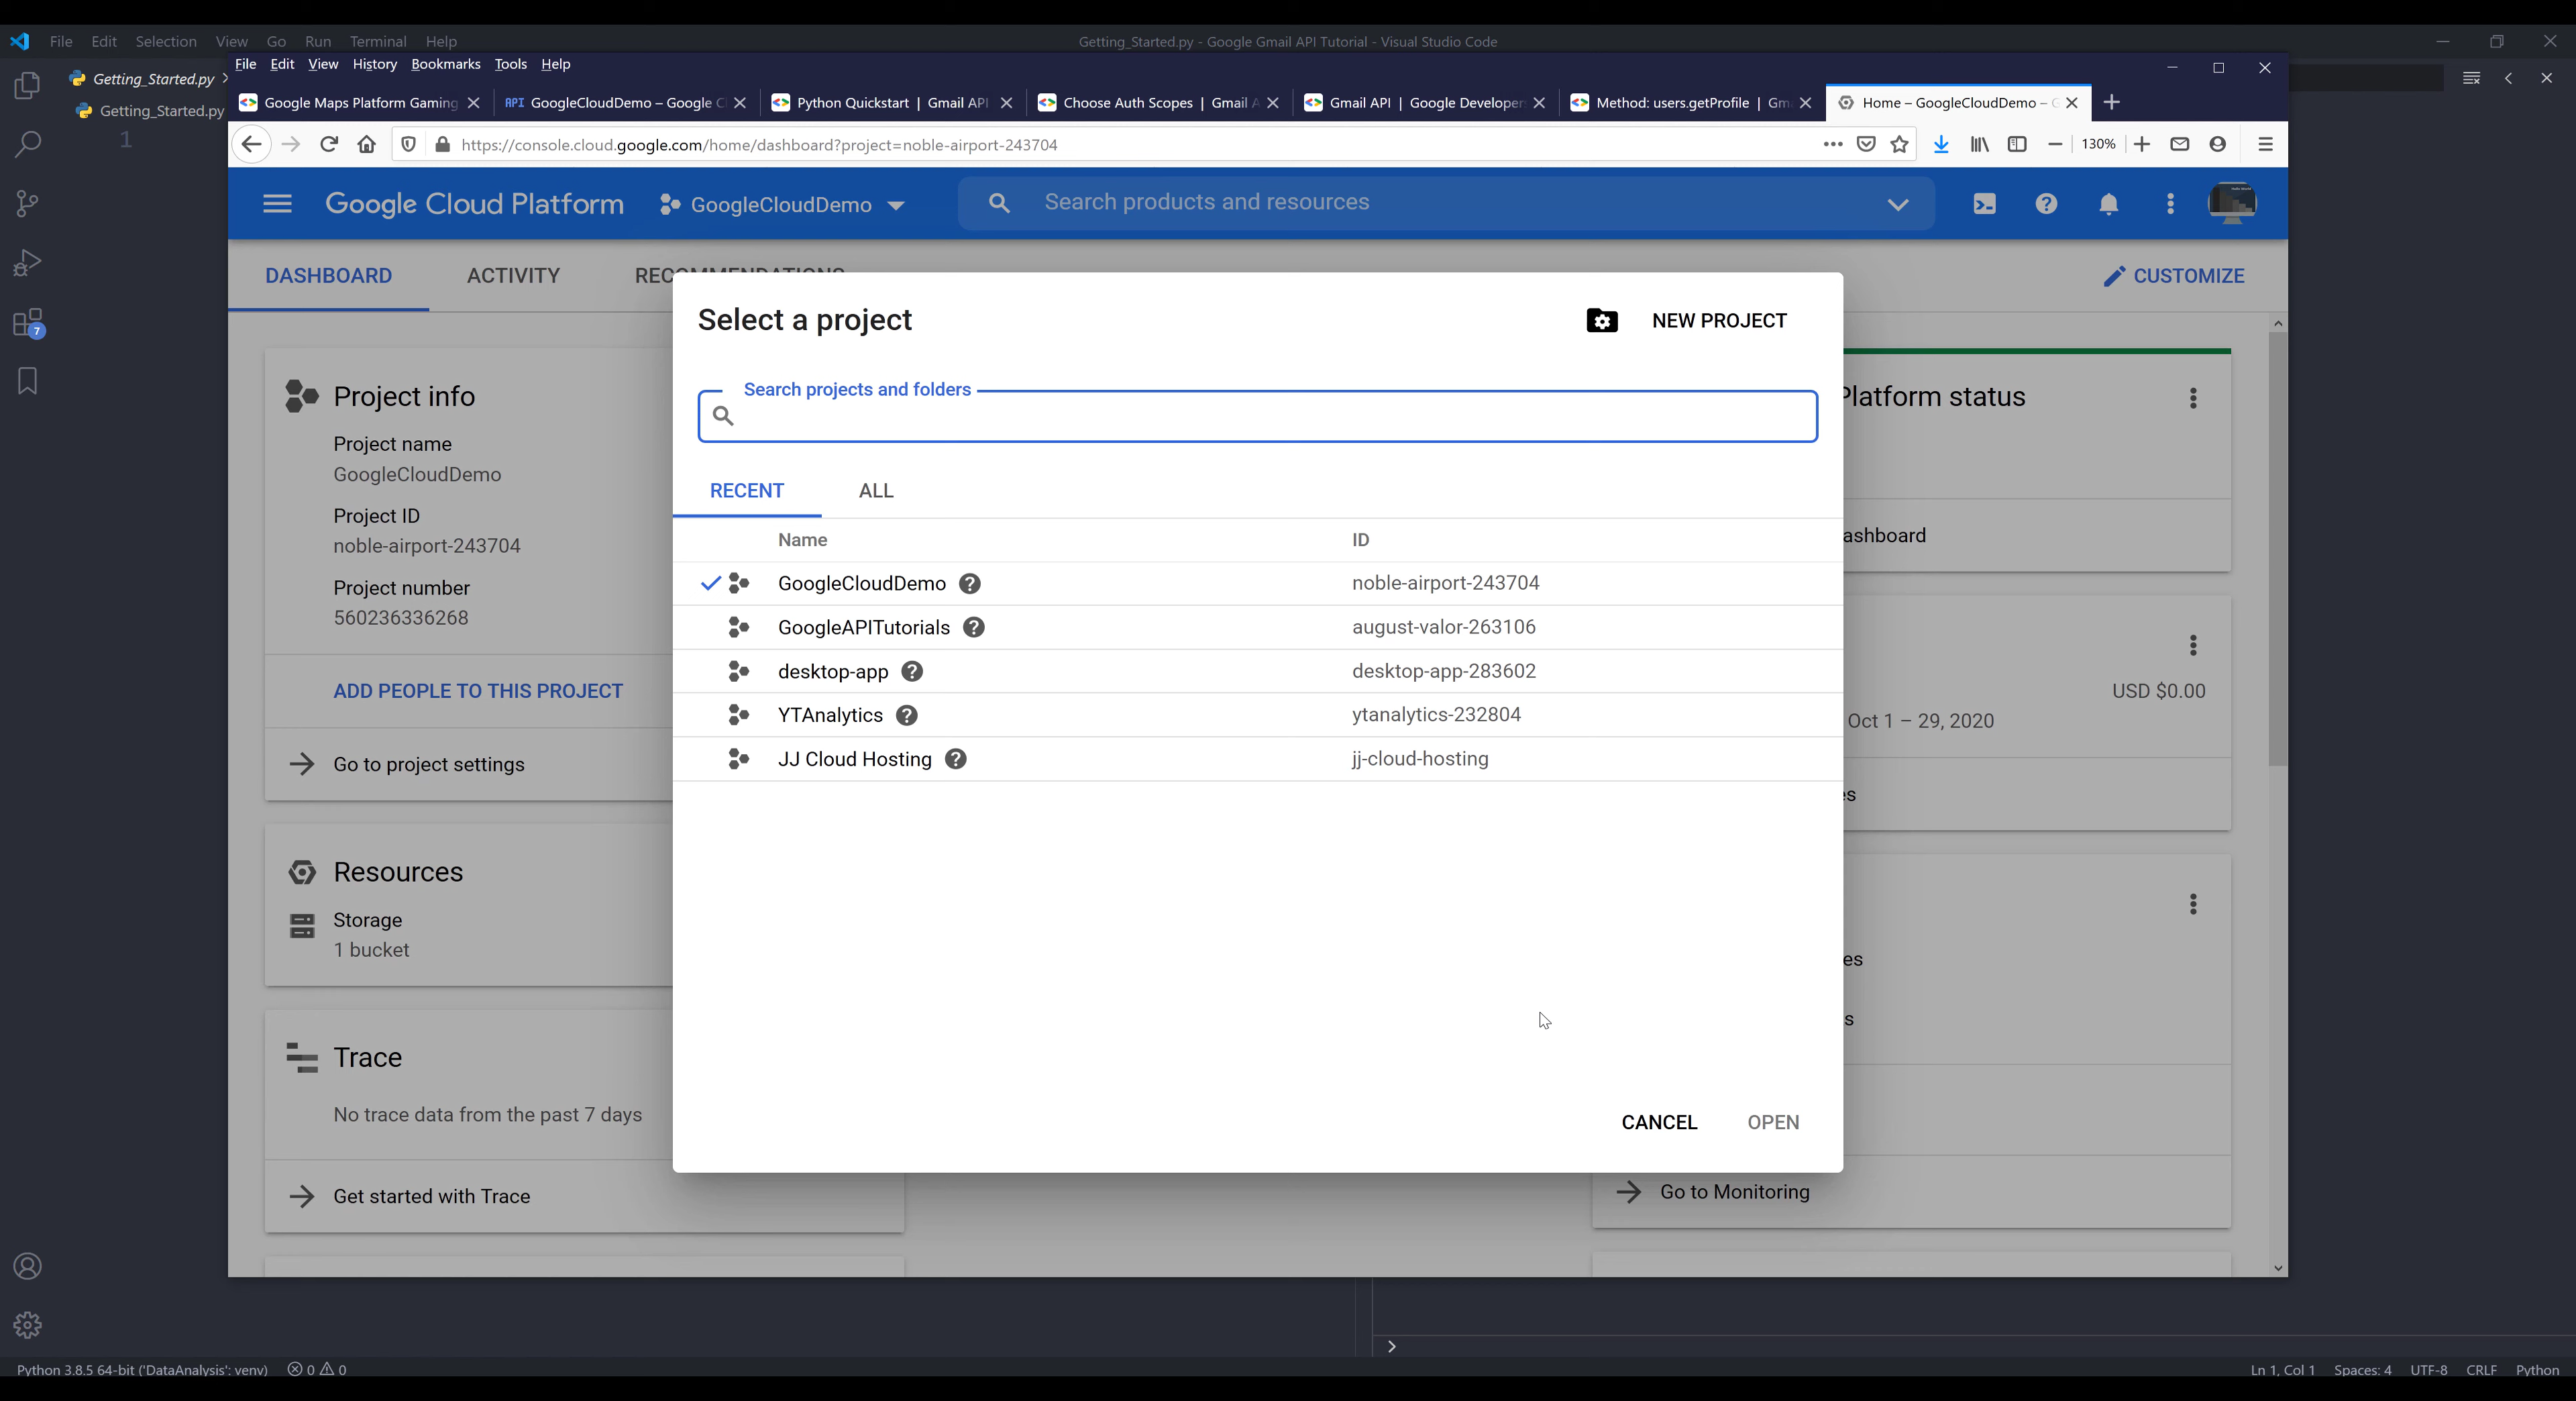 File Edit Selection View Go Run Terminal Help
Getting_Started.py - Google Gmail API Tutorial - Visual Studio Code
Getting_Started.py
Getting_Started.py
1
7
File Edit View History Bookmarks Tools Help
Google Maps Platform Gaming
API GoogleCloudDemo – Google C
Python Quickstart | Gmail API
Choose Auth Scopes | Gmail A
Gmail API | Google Developer
Method: users.getProfile | Gm
Home – GoogleCloudDemo – G
https://console.cloud.google.com/home/dashboard?project=noble-airport-243704
130%
Google Cloud Platform
GoogleCloudDemo
Search products and resources
DASHBOARD
ACTIVITY
RECOMMENDATIONS
CUSTOMIZE
Select a project
NEW PROJECT
Search projects and folders
RECENT ALL
Name ID
GoogleCloudDemo noble-airport-243704
GoogleAPITutorials august-valor-263106
desktop-app desktop-app-283602
YTAnalytics ytanalytics-232804
JJ Cloud Hosting jj-cloud-hosting
CANCEL OPEN
Project info
Project name
GoogleCloudDemo
Project ID
noble-airport-243704
Project number
560236336268
ADD PEOPLE TO THIS PROJECT
Go to project settings
Resources
Storage
1 bucket
Trace
No trace data from the past 7 days
Get started with Trace
Platform status
ashboard
USD $0.00
Oct 1 – 29, 2020
es
es
s
Go to Monitoring
Python 3.8.5 64-bit ('DataAnalysis': venv) 0 0
Ln 1, Col 1 Spaces: 4 UTF-8 CRLF Python